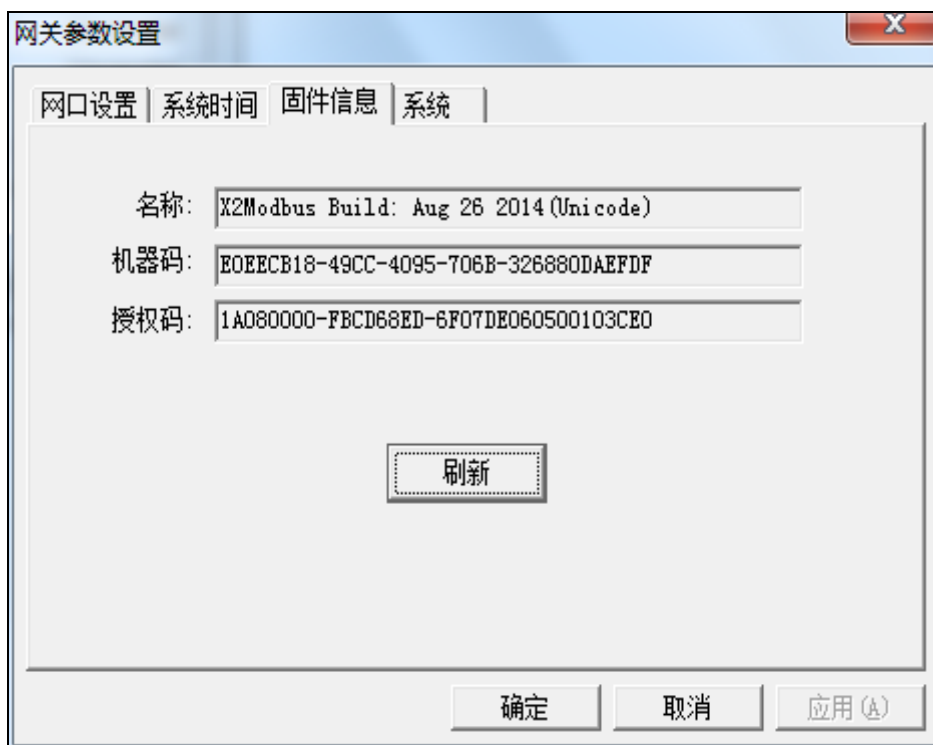 网关参数设置
网口设置 系统时间 固件信息 系统
名称: X2Modbus Build: Aug 26 2014(Unicode)
机器码: E0EECB18-49CC-4095-706B-326880DAEFDF
授权码: 1A080000-FBCD68ED-6F07DE060500103CE0
刷新
确定 取消 应用(A)